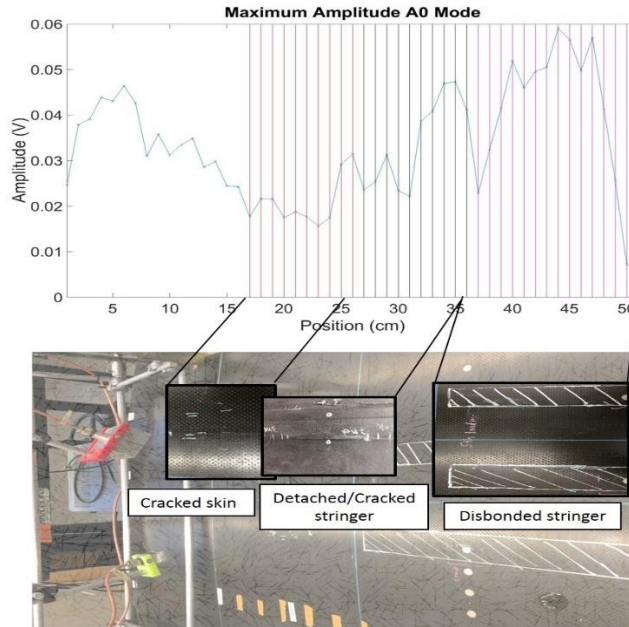 Maximum Amplitude A0 Mode
0.06
0.05
0.04
0.03
0.02
0.01
0
Amplitude (V)
5 10 15 20 25 30 35 40 45 50
Position (cm)
Cracked skin
Detached/Cracked
stringer
Disbonded stringer